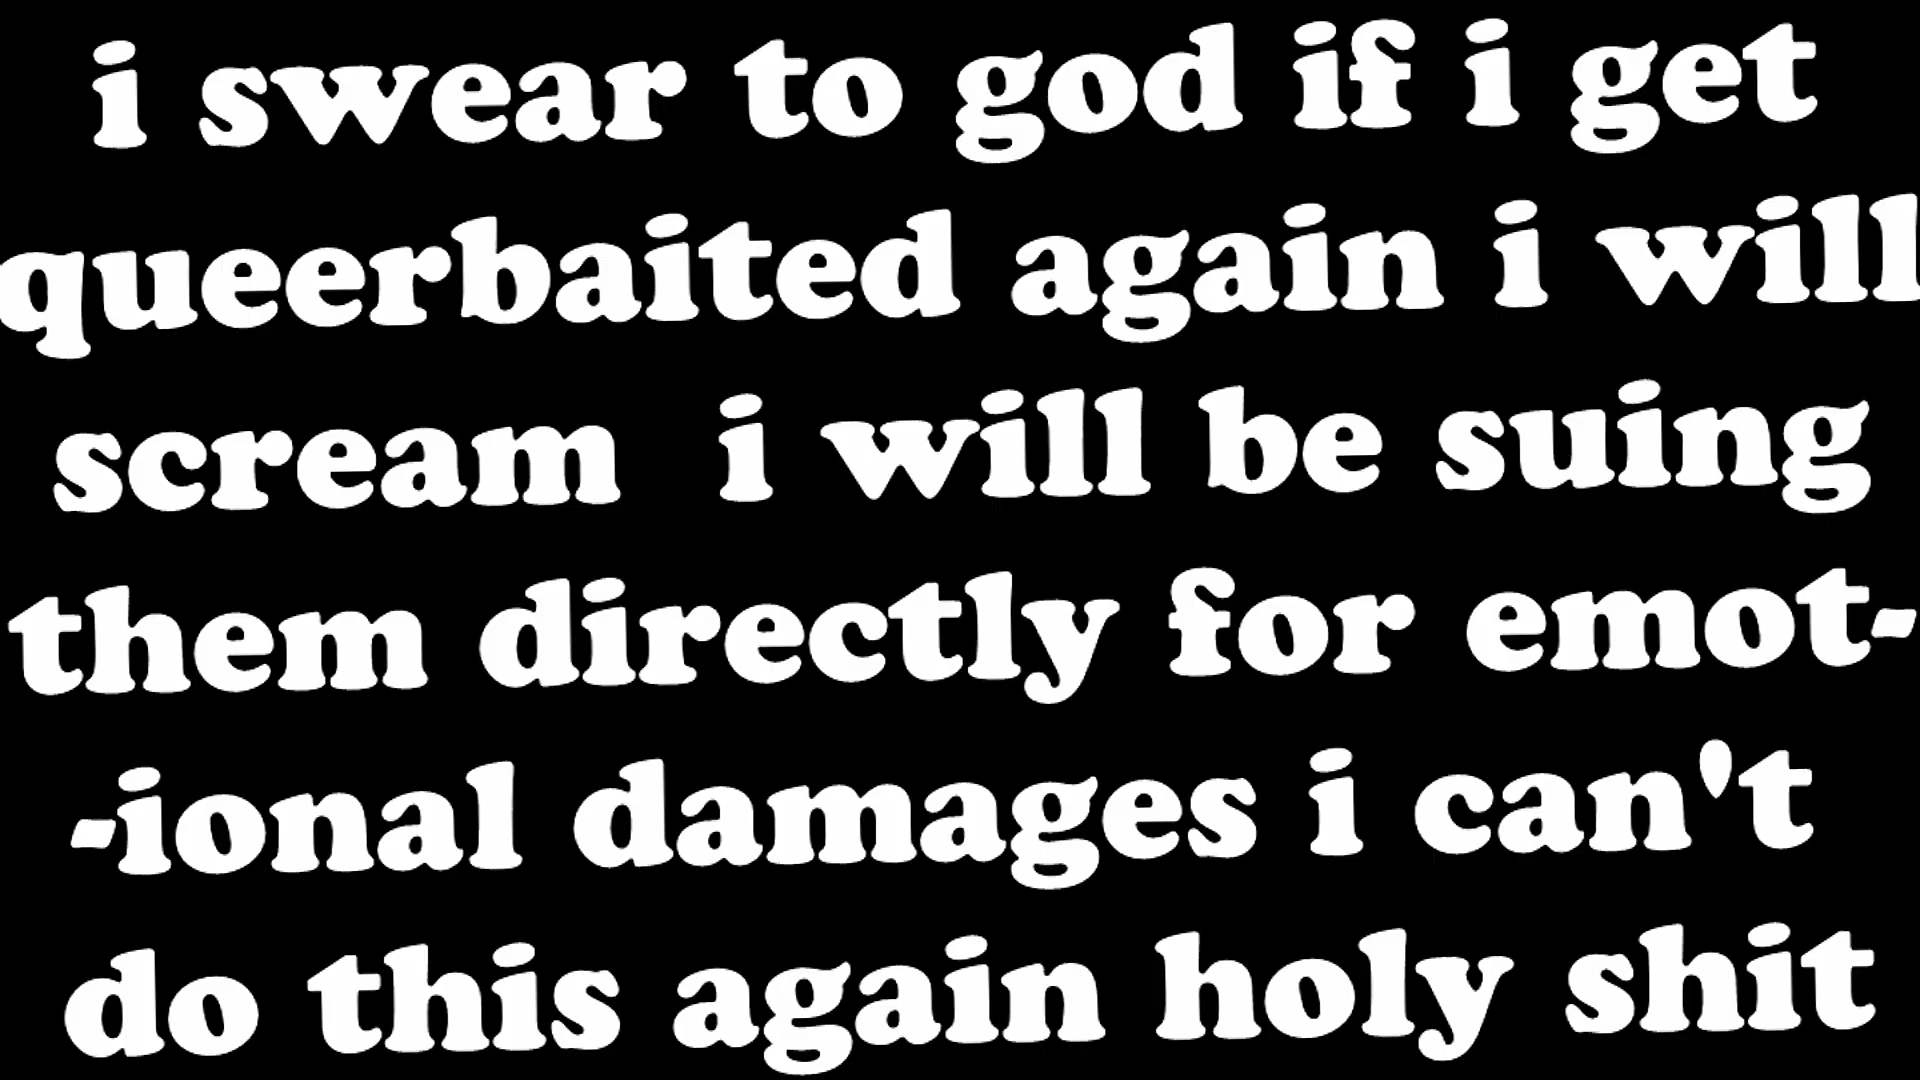 i swear to god if i get
queerbaited again i will
scream i will be suing
them directly for emot-
-ional damages i can't
do this again holy shit